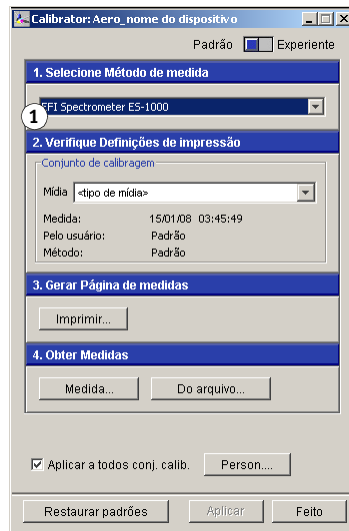 Calibrator: Aero_nome do dispositivo
Padrão Experiente
1. Selecione Método de medida
EFI Spectrometer ES-1000
1
2. Verifique Definições de impressão
Conjunto de calibragem
Mídia <tipo de mídia>
Medida: 15/01/08 03:45:49
Pelo usuário: Padrão
Método: Padrão
3. Gerar Página de medidas
Imprimir...
4. Obter Medidas
Medida... Do arquivo...
Aplicar a todos conj. calib. Person....
Restaurar padrões Aplicar Feito